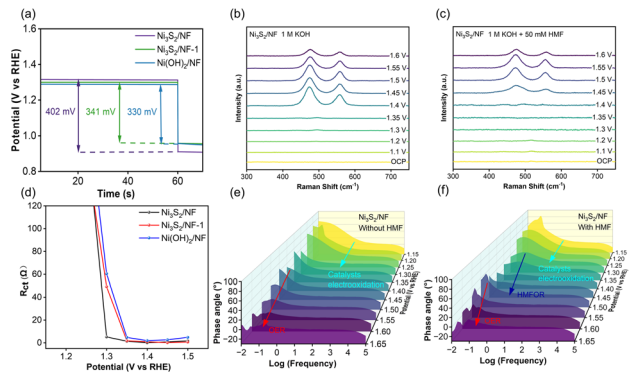 (a)
Ni₃S₂/NF
Ni₃S₂/NF-1
Ni(OH)₂/NF
402 mV
341 mV
330 mV
Potential (V vs RHE)
1.6
1.4
1.2
1.0
0.8
0 20 40 60
Time (s)
(b)
Ni₃S₂/NF 1 M KOH
1.6 V
1.55 V
1.5 V
1.45 V
1.4 V
1.35 V
1.3 V
1.2 V
1.1 V
OCP
Intensity (a.u.)
300 450 600 750
Raman Shift (cm⁻¹)
(c)
Ni₃S₂/NF 1 M KOH + 50 mM HMF
1.6 V
1.55 V
1.5 V
1.45 V
1.4 V
1.35 V
1.3 V
1.2 V
1.1 V
OCP
Intensity (a.u.)
300 450 600 750
Raman Shift (cm⁻¹)
(d)
Ni₃S₂/NF
Ni₃S₂/NF-1
Ni(OH)₂/NF
Rct (Ω)
120
100
80
60
40
20
0
1.2 1.3 1.4 1.5
Potential (V vs RHE)
(e)
Ni₃S₂/NF
Without HMF
Catalysts
electrooxidation
Phase angle (°)
100
80
60
40
20
0
-20
-2 -1 0 1 2 3 4 5
Log (Frequency)
1.15
1.20
1.25
1.30
1.35
1.40
1.45
1.50
1.55
1.60
1.65
Potential (V vs RHE)
(f)
Ni₃S₂/NF
With HMF
Catalysts
electrooxidation
HMFOR
Phase angle (°)
100
80
60
40
20
0
-20
-2 -1 0 1 2 3 4 5
Log (Frequency)
1.15
1.20
1.25
1.30
1.35
1.40
1.45
1.50
1.55
1.60
1.65
Potential (V vs RHE)